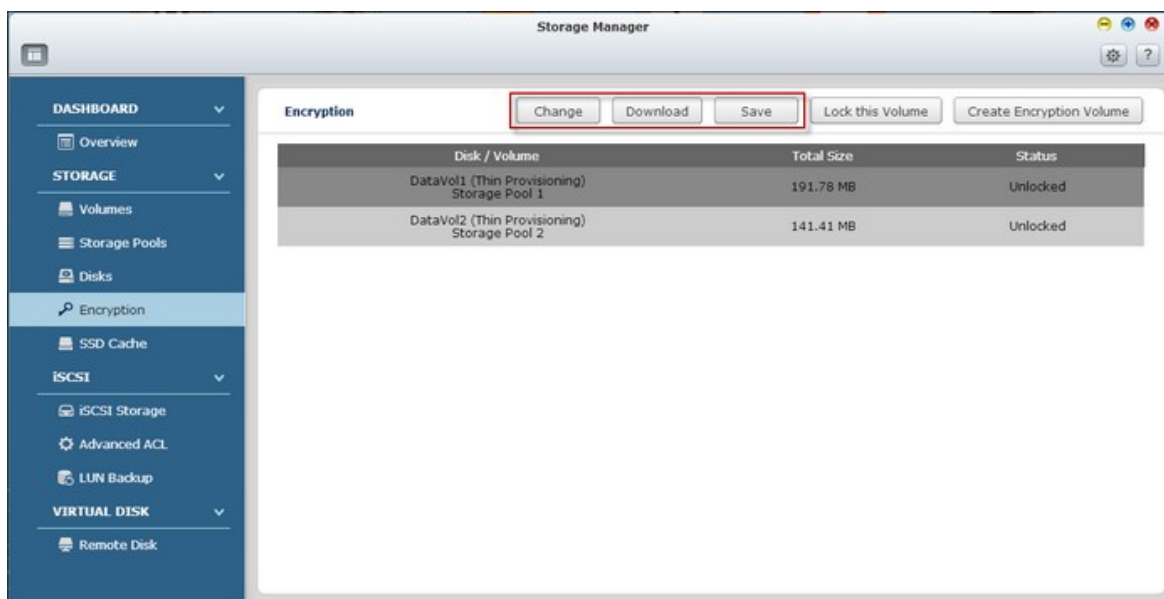 Storage Manager
?
DASHBOARD
Overview
STORAGE
Volumes
Storage Pools
Disks
Encryption
SSD Cache
iSCSI
iSCSI Storage
Advanced ACL
LUN Backup
VIRTUAL DISK
Remote Disk
Encryption Change Download Save Lock this Volume Create Encryption Volume
Disk / Volume Total Size Status
DataVol1 (Thin Provisioning)
Storage Pool 1 191.78 MB Unlocked
DataVol2 (Thin Provisioning)
Storage Pool 2 141.41 MB Unlocked